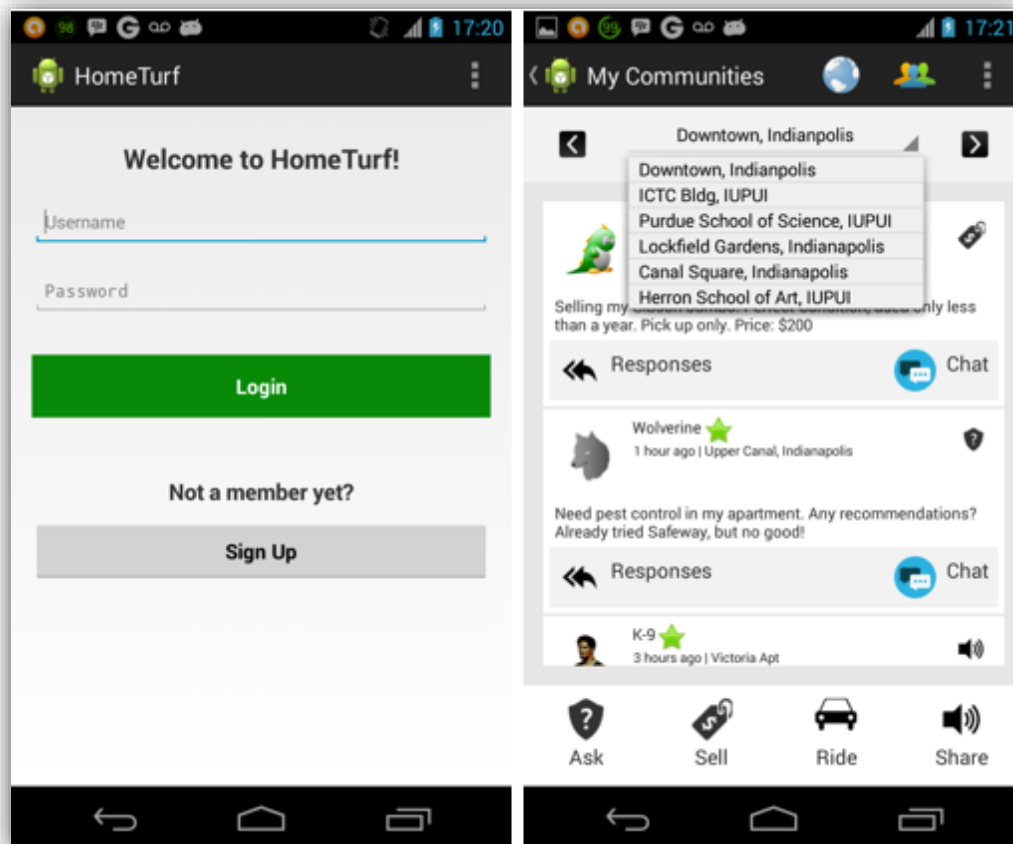 98
17:20
HomeTurf
Welcome to HomeTurf!
Username
Password
Login
Not a member yet?
Sign Up
99
17:21
My Communities
Downtown, Indianpolis
Downtown, Indianpolis
ICTC Bldg, IUPUI
Purdue School of Science, IUPUI
Lockfield Gardens, Indianapolis
Canal Square, Indianapolis
Herron School of Art, IUPUI
Selling my only less
than a year. Pick up only. Price: $200
Responses
Chat
Wolverine
1 hour ago | Upper Canal, Indianapolis
Need pest control in my apartment. Any recommendations?
Already tried Safeway, but no good!
Responses
Chat
K-9
3 hours ago | Victoria Apt
Ask
Sell
Ride
Share